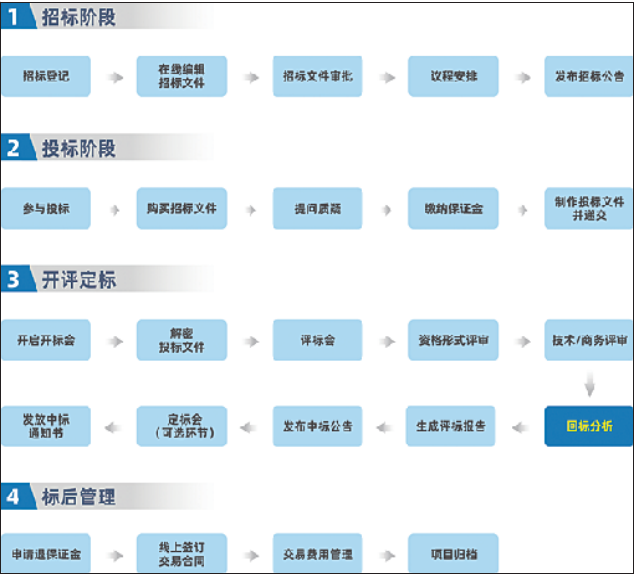 1 招标阶段
招标登记
在线编辑
招标文件
招标文件审批
议程安排
发布招标公告
2 投标阶段
参与投标
购买招标文件
提问质疑
缴纳保证金
制作投标文件
并递交
3 开评定标
开启开标会
解密
投标文件
评标会
资格形式评审
技术/商务评审
发放中标
通知书
定标会
(可选环节)
发布中标公告
生成评标报告
回标分析
4 标后管理
申请退保证金
线上签订
交易合同
交易费用管理
项目归档